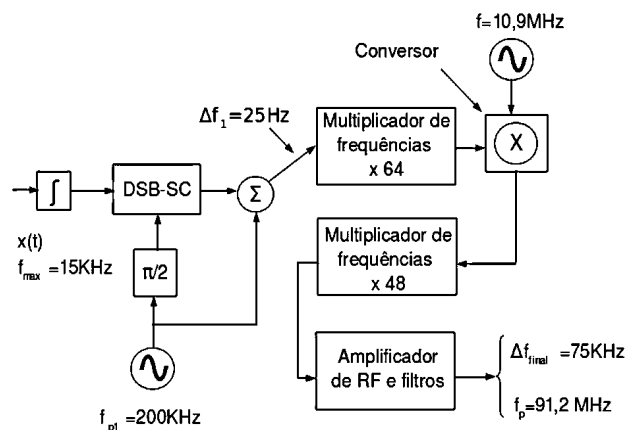 f=10,9MHz
Conversor
Δf1=25Hz
Multiplicador de
frequências
x 64
X
∫
DSB-SC
Σ
x(t)
fmax =15KHz
π/2
Multiplicador de
frequências
x 48
Amplificador
de RF e filtros
Δffinal =75KHz
fp=91,2 MHz
fp1=200KHz